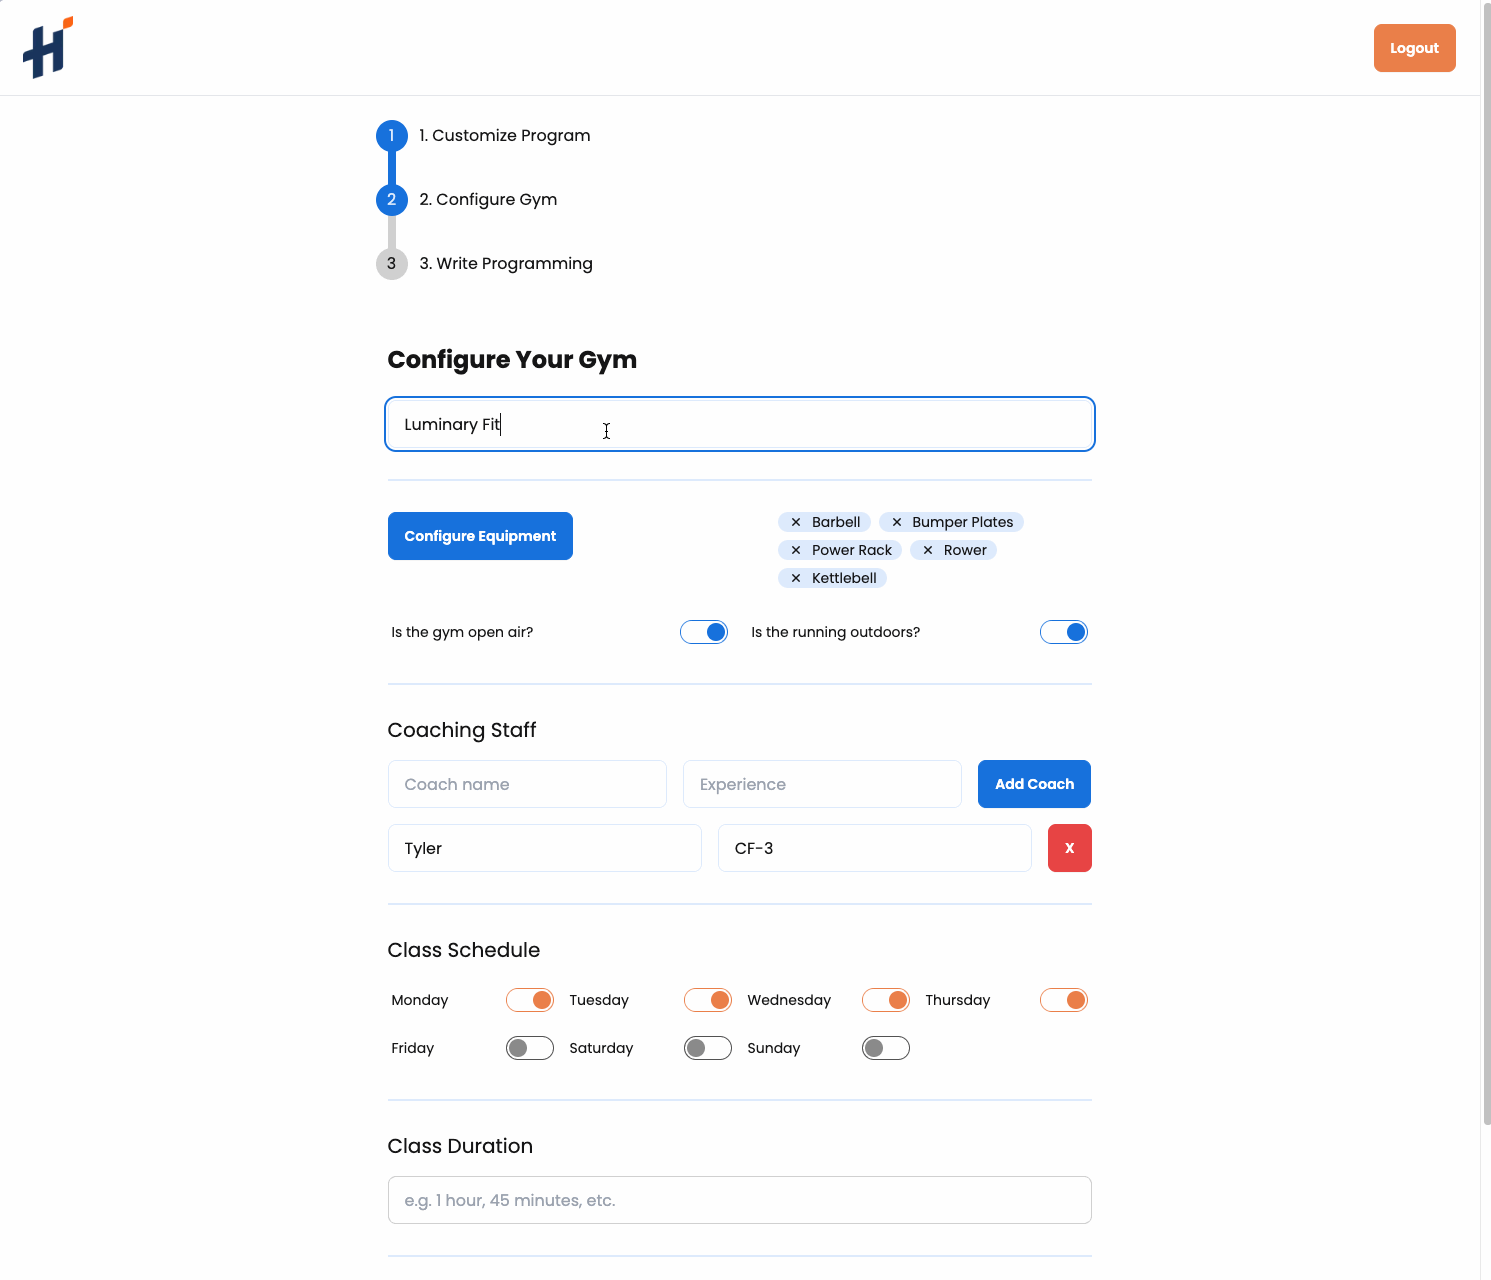 Logout
1 1. Customize Program
2 2. Configure Gym
3 3. Write Programming
Configure Your Gym
Luminary Fit
Configure Equipment
✕ Barbell ✕ Bumper Plates
✕ Power Rack ✕ Rower
✕ Kettlebell
Is the gym open air? Is the running outdoors?
Coaching Staff
Coach name Experience Add Coach
Tyler CF-3 X
Class Schedule
Monday Tuesday Wednesday Thursday
Friday Saturday Sunday
Class Duration
e.g. 1 hour, 45 minutes, etc.